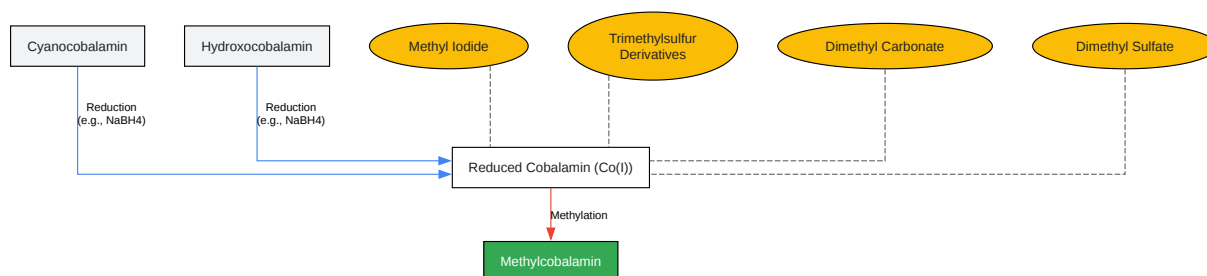 Cyanocobalamin
Hydroxocobalamin
Methyl Iodide
Trimethylsulfur
Derivatives
Dimethyl Carbonate
Dimethyl Sulfate
Reduction
(e.g., NaBH4)
Reduction
(e.g., NaBH4)
Reduced Cobalamin (Co(I))
Methylation
Methylcobalamin